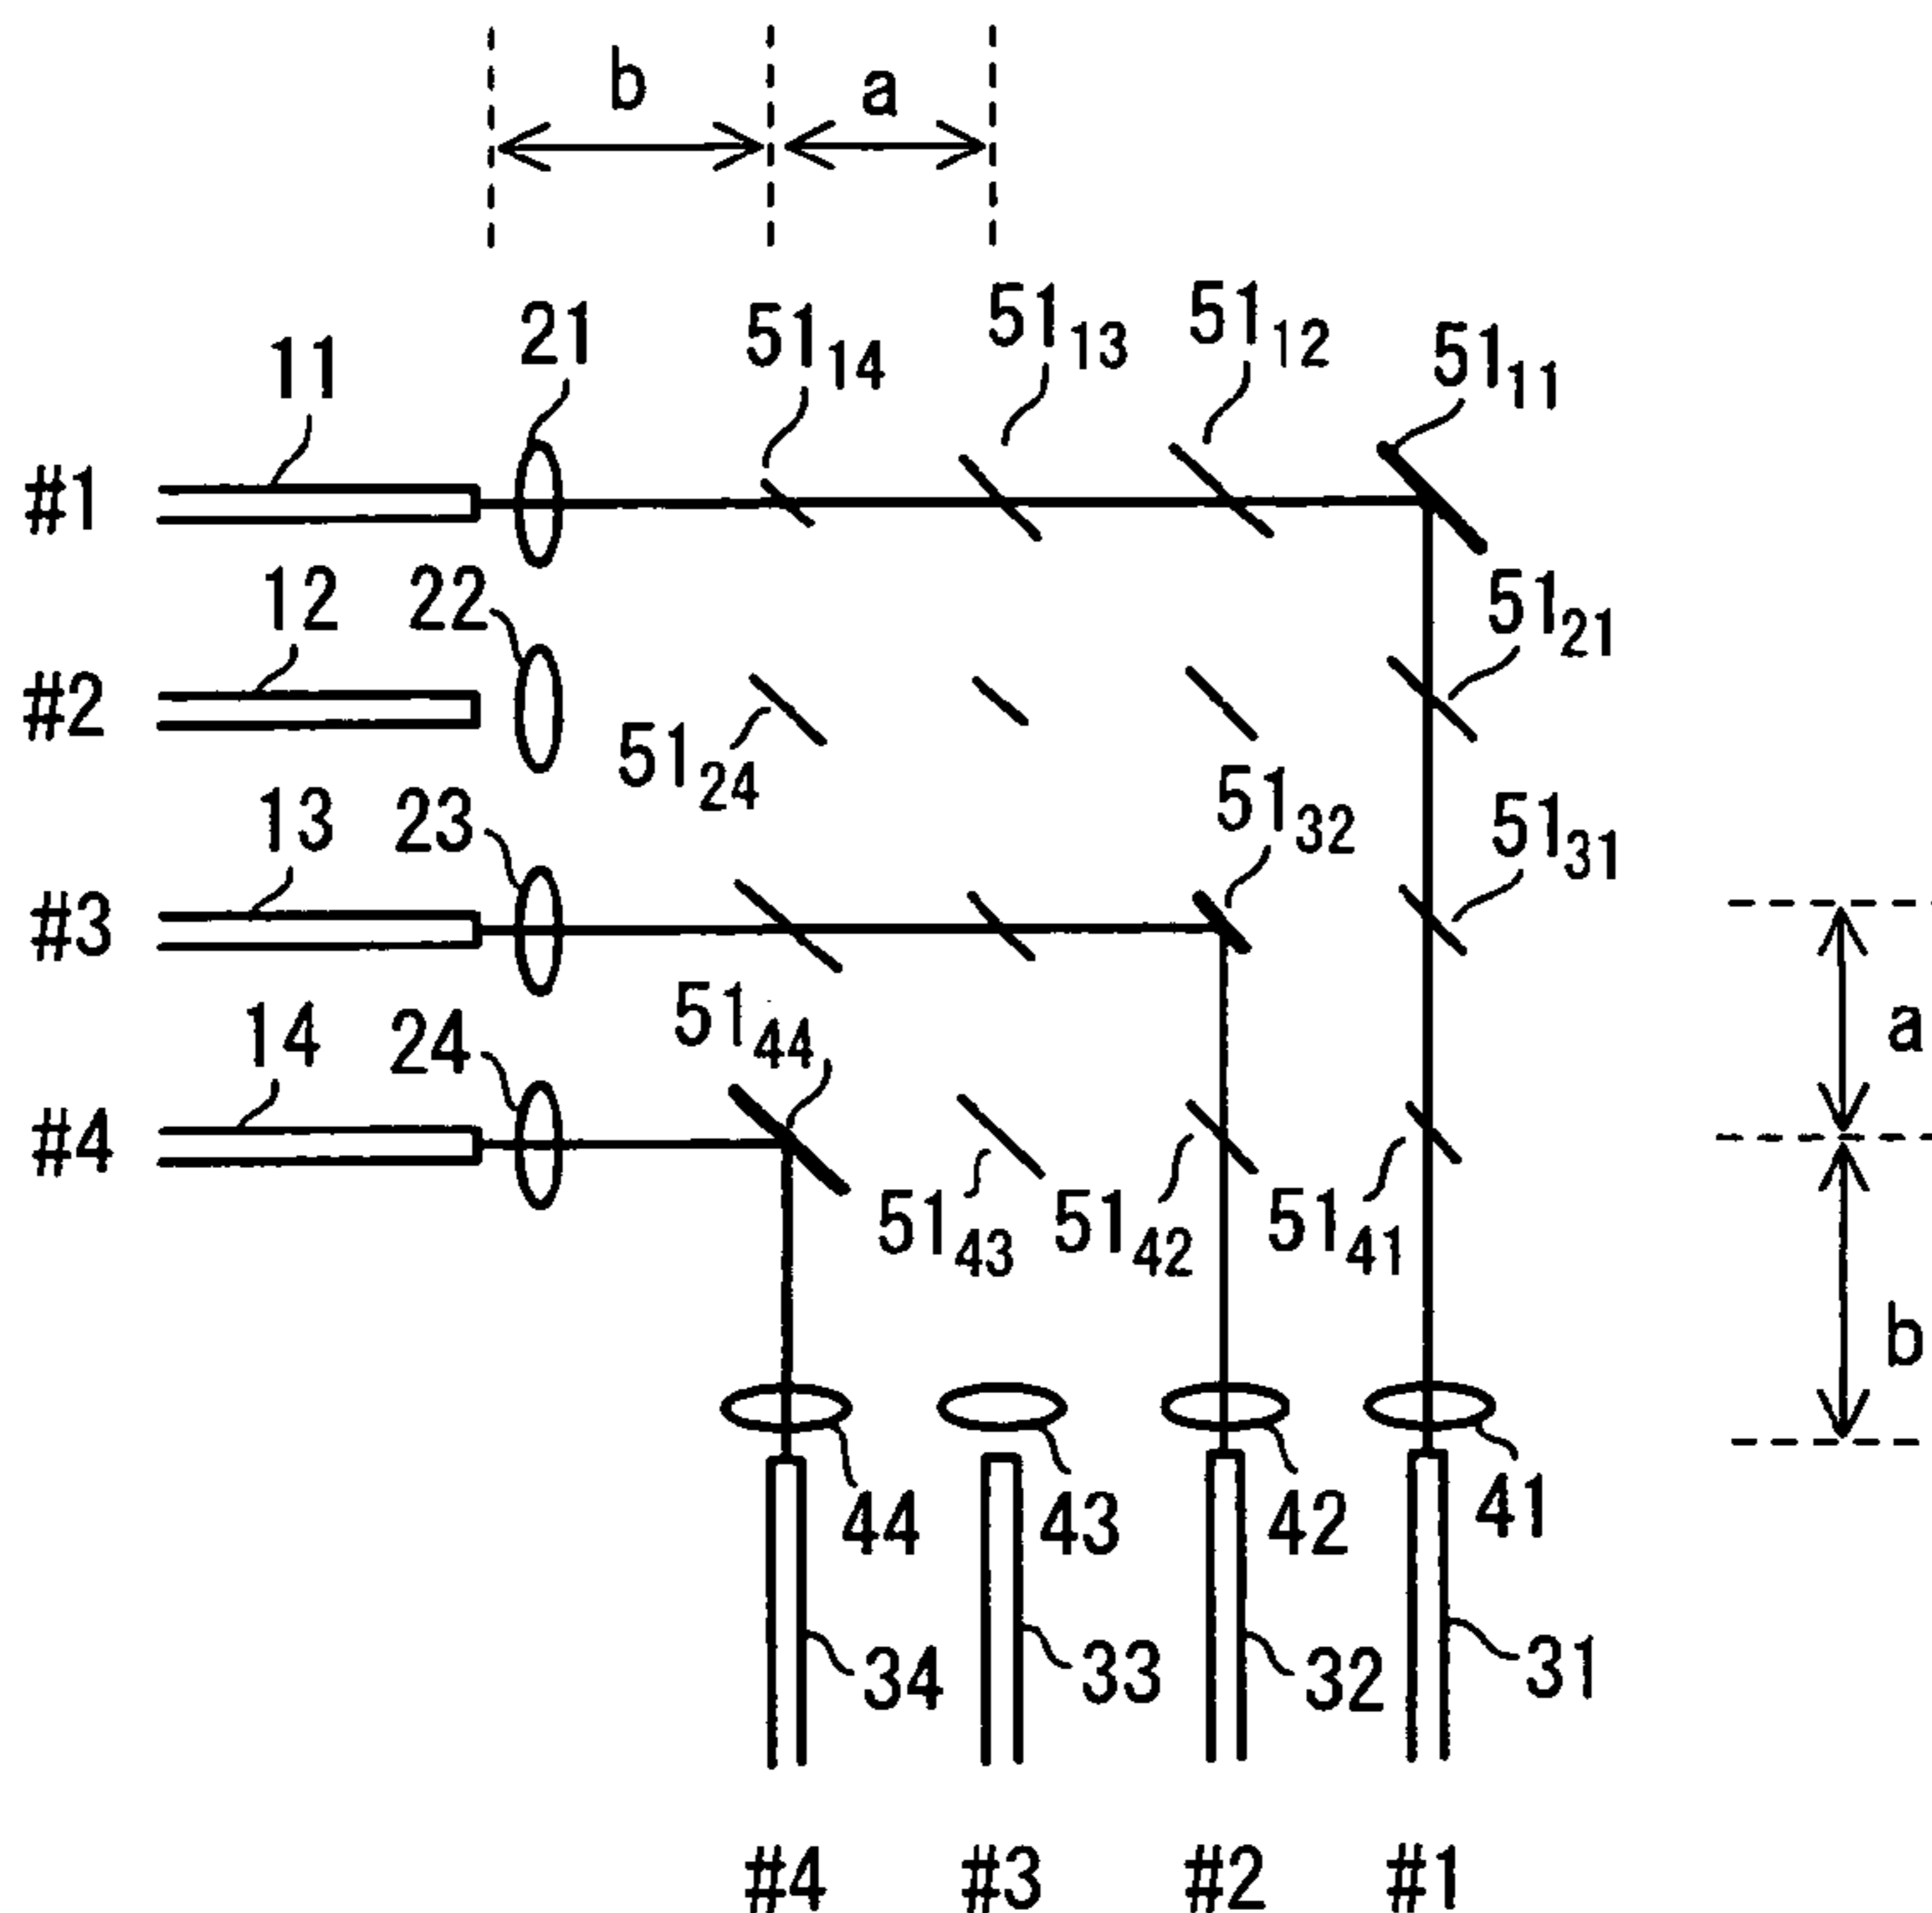 b a
21 51₁₄ 51₁₃ 51₁₂ 51₁₁
11
#1
12 22 51₂₁
#2
51₂₄
13 23 51₃₂ 51₃₁
#3
14 24 51₄₄ a
#4
51₄₃ 51₄₂ 51₄₁
b
44 43 42 41
34 33 32 31
#4 #3 #2 #1